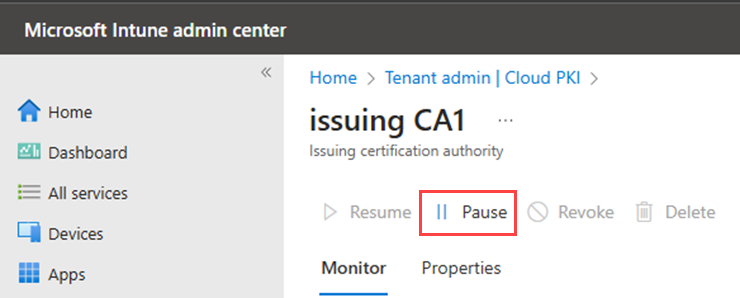 Microsoft Intune admin center
Home
Dashboard
All services
Devices
Apps
Home > Tenant admin | Cloud PKI >
issuing CA1 ...
Issuing certification authority
Resume Pause Revoke Delete
Monitor Properties